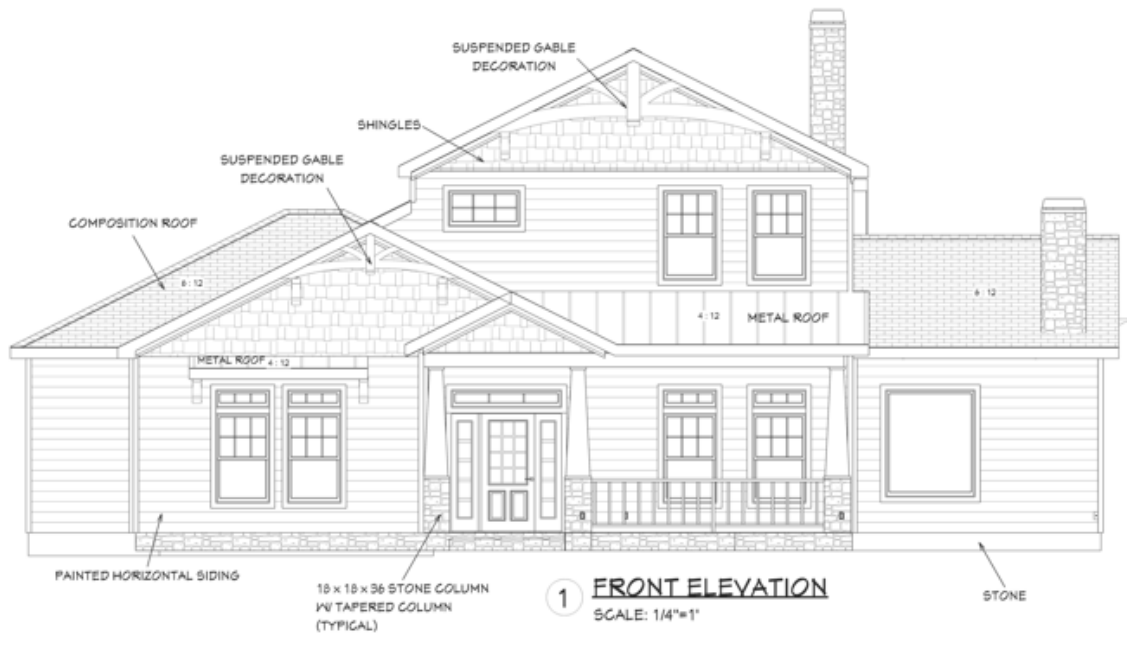 SUSPENDED GABLE
DECORATION
SHINGLES
SUSPENDED GABLE
DECORATION
COMPOSITION ROOF
8 : 12
6 : 12
4 : 12
METAL ROOF
METAL ROOF 4 : 12
PAINTED HORIZONTAL SIDING
18 x 18 x 36 STONE COLUMN
W/ TAPERED COLUMN
(TYPICAL)
1
FRONT ELEVATION
SCALE: 1/4"=1'
STONE